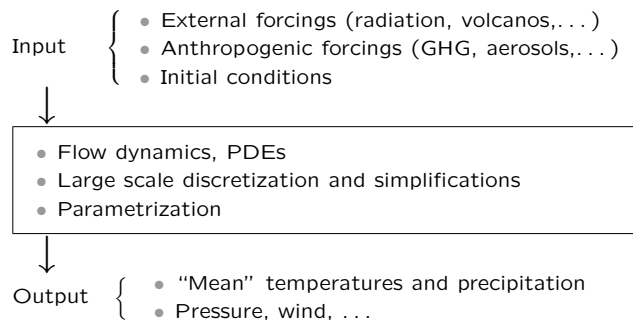 • External forcings (radiation, volcanos,...)
Input • Anthropogenic forcings (GHG, aerosols,...)
• Initial conditions
• Flow dynamics, PDEs
• Large scale discretization and simplifications
• Parametrization
• “Mean” temperatures and precipitation
Output
• Pressure, wind, ...